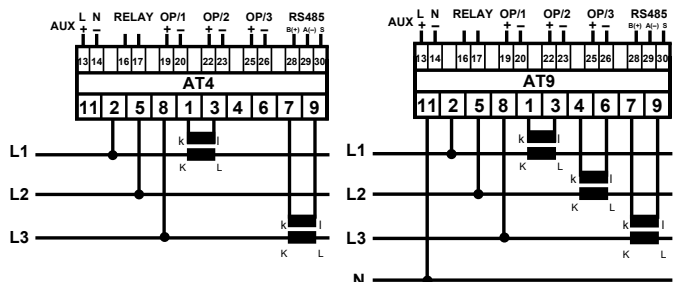 L N RELAY OP/1 OP/2 OP/3 RS485
AUX + − + − + − + − B(+) A(−) S
13 14 16 17 19 20 22 23 25 26 28 29 30
AT4
11 2 5 8 1 3 4 6 7 9
k l
L1
K L
L2
k l
L3
K L
L N RELAY OP/1 OP/2 OP/3 RS485
AUX + − + − + − + − B(+) A(−) S
13 14 16 17 19 20 22 23 25 26 28 29 30
AT9
11 2 5 8 1 3 4 6 7 9
k l
L1
K L
k l
L2
K L
k l
L3
K L
N